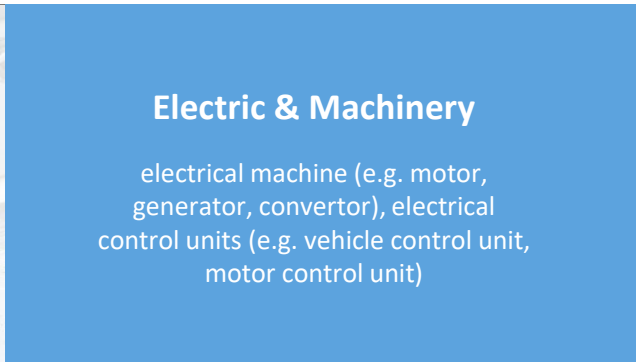 Electric & Machinery
electrical machine (e.g. motor,
generator, convertor), electrical
control units (e.g. vehicle control unit,
motor control unit)